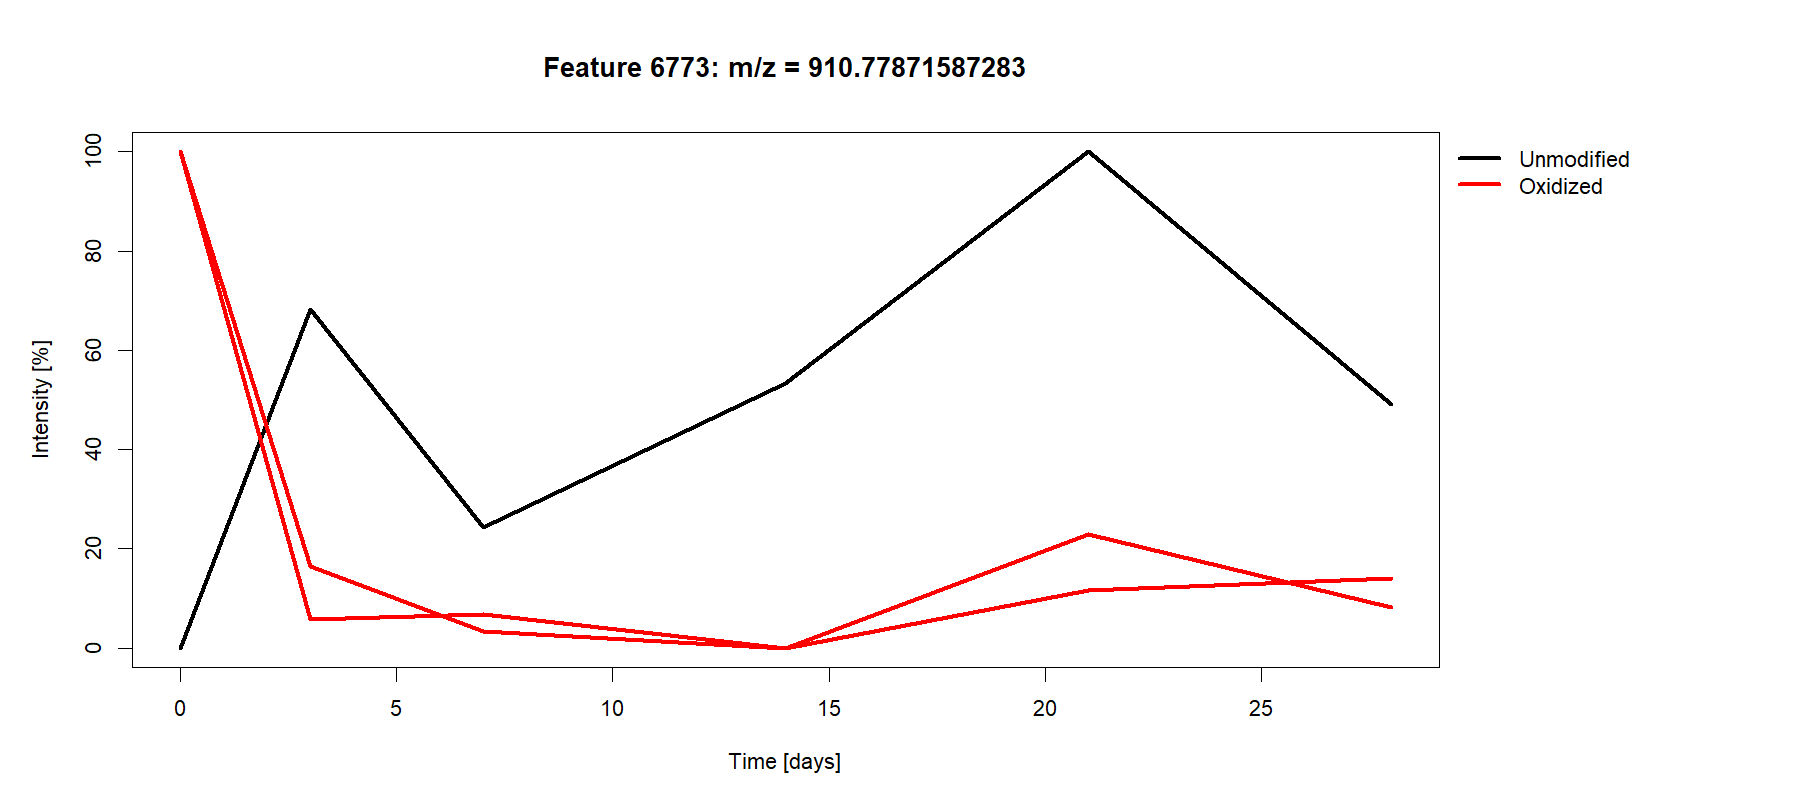 Feature 6773: m/z = 910.77871587283
Unmodified
Oxidized
Intensity [%]
100
80
60
40
20
0
0 5 10 15 20 25
Time [days]